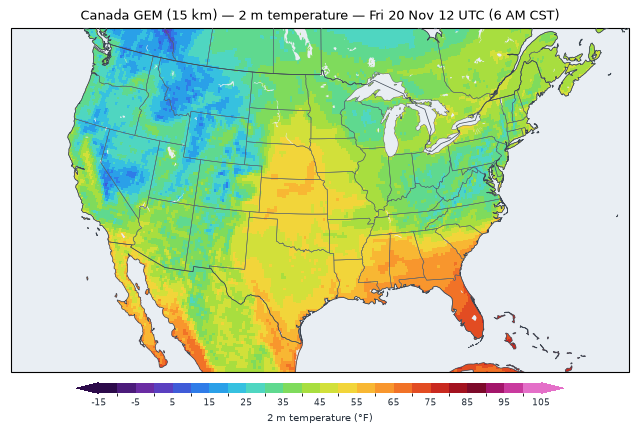 Canada GEM (15 km) — 2 m temperature — Fri 20 Nov 12 UTC (6 AM CST)
-15 -5 5 15 25 35 45 55 65 75 85 95 105
2 m temperature (°F)